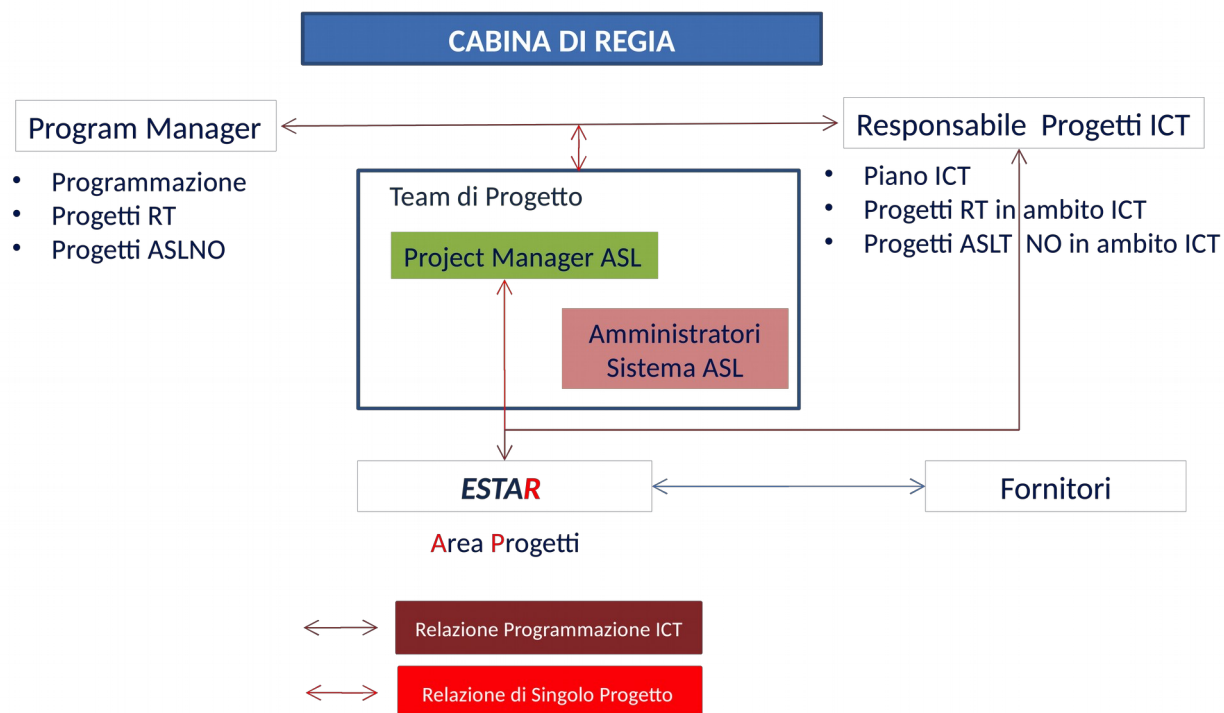 CABINA DI REGIA
Program Manager
Responsabile Progetti ICT
• Programmazione
• Progetti RT
• Progetti ASLNO
• Piano ICT
• Progetti RT in ambito ICT
• Progetti ASLT NO in ambito ICT
Team di Progetto
Project Manager ASL
Amministratori
Sistema ASL
ESTAR
Fornitori
Area Progetti
Relazione Programmazione ICT
Relazione di Singolo Progetto